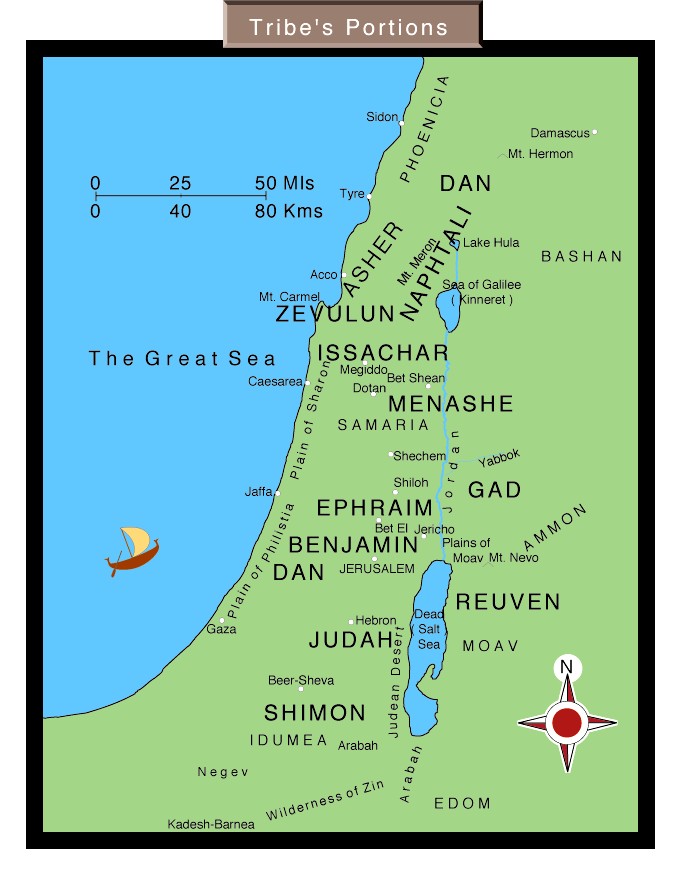 Tribe's Portions
PHOENICIA
Sidon
Damascus
Mt. Hermon
DAN
0 25 50 Mls
0 40 80 Kms
Tyre
ASHER
NAPHTALI
Mt. Meron
Lake Hula
BASHAN
Acco
Sea of Galilee
( Kinneret )
Mt. Carmel
ZEVULUN
The Great Sea
ISSACHAR
Megiddo
Bet Shean
Caesarea
Dotan
MENASHE
Plain of Sharon
SAMARIA
Jordan
Shechem
Yabbok
Shiloh
GAD
Jaffa
EPHRAIM
Plain of Philistia
AMMON
Bet El
Jericho
BENJAMIN
Plains of
Moav
Mt. Nevo
DAN
JERUSALEM
REUVEN
Dead
( Salt
Sea
Gaza
Hebron
JUDAH
MOAV
Judean Desert
N
Beer-Sheva
SHIMON
IDUMEA
Arabah
Arabah
Negev
Wilderness of Zin
EDOM
Kadesh-Barnea